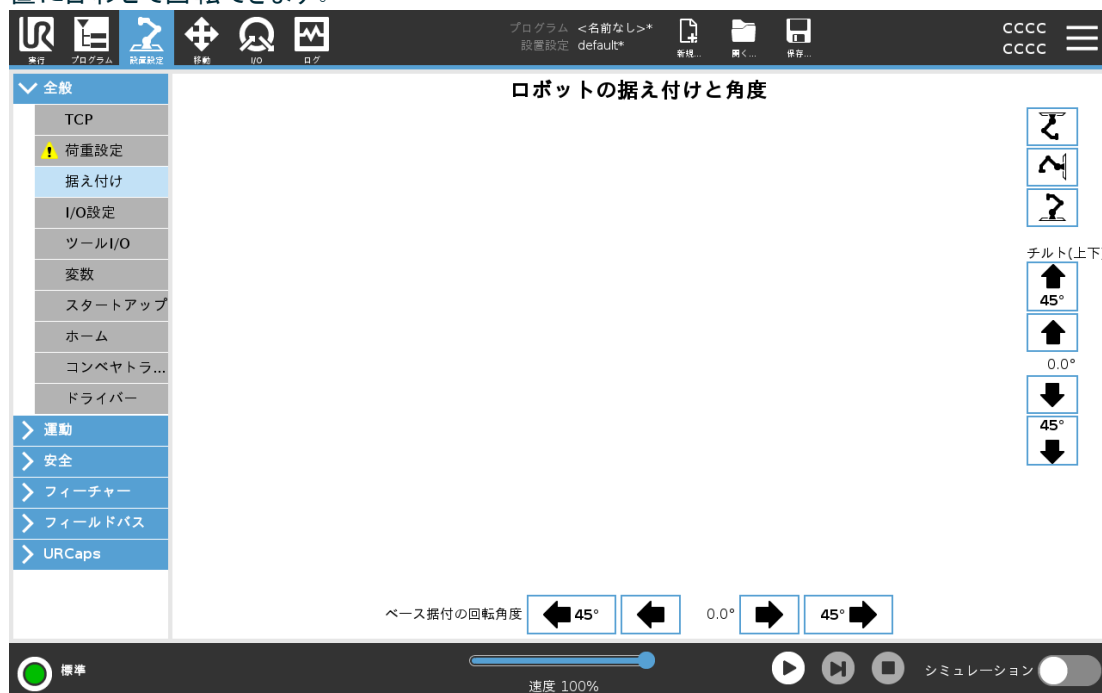 置に合わせて回転できます。
UR
実行
プログラム
設置設定
移動
I/O
ログ
プログラム <名前なし>*
設置設定 default*
新規...
開く...
保存...
CCCC
CCCC
全般
TCP
荷重設定
据え付け
I/O設定
ツールI/O
変数
スタートアップ
ホーム
コンベヤトラ...
ドライバー
運動
安全
フィーチャー
フィールドバス
URCaps
ロボットの据え付けと角度
チルト(上下
45°
0.0°
45°
ベース据付の回転角度 45° 0.0° 45°
標準
速度 100%
シミュレーション